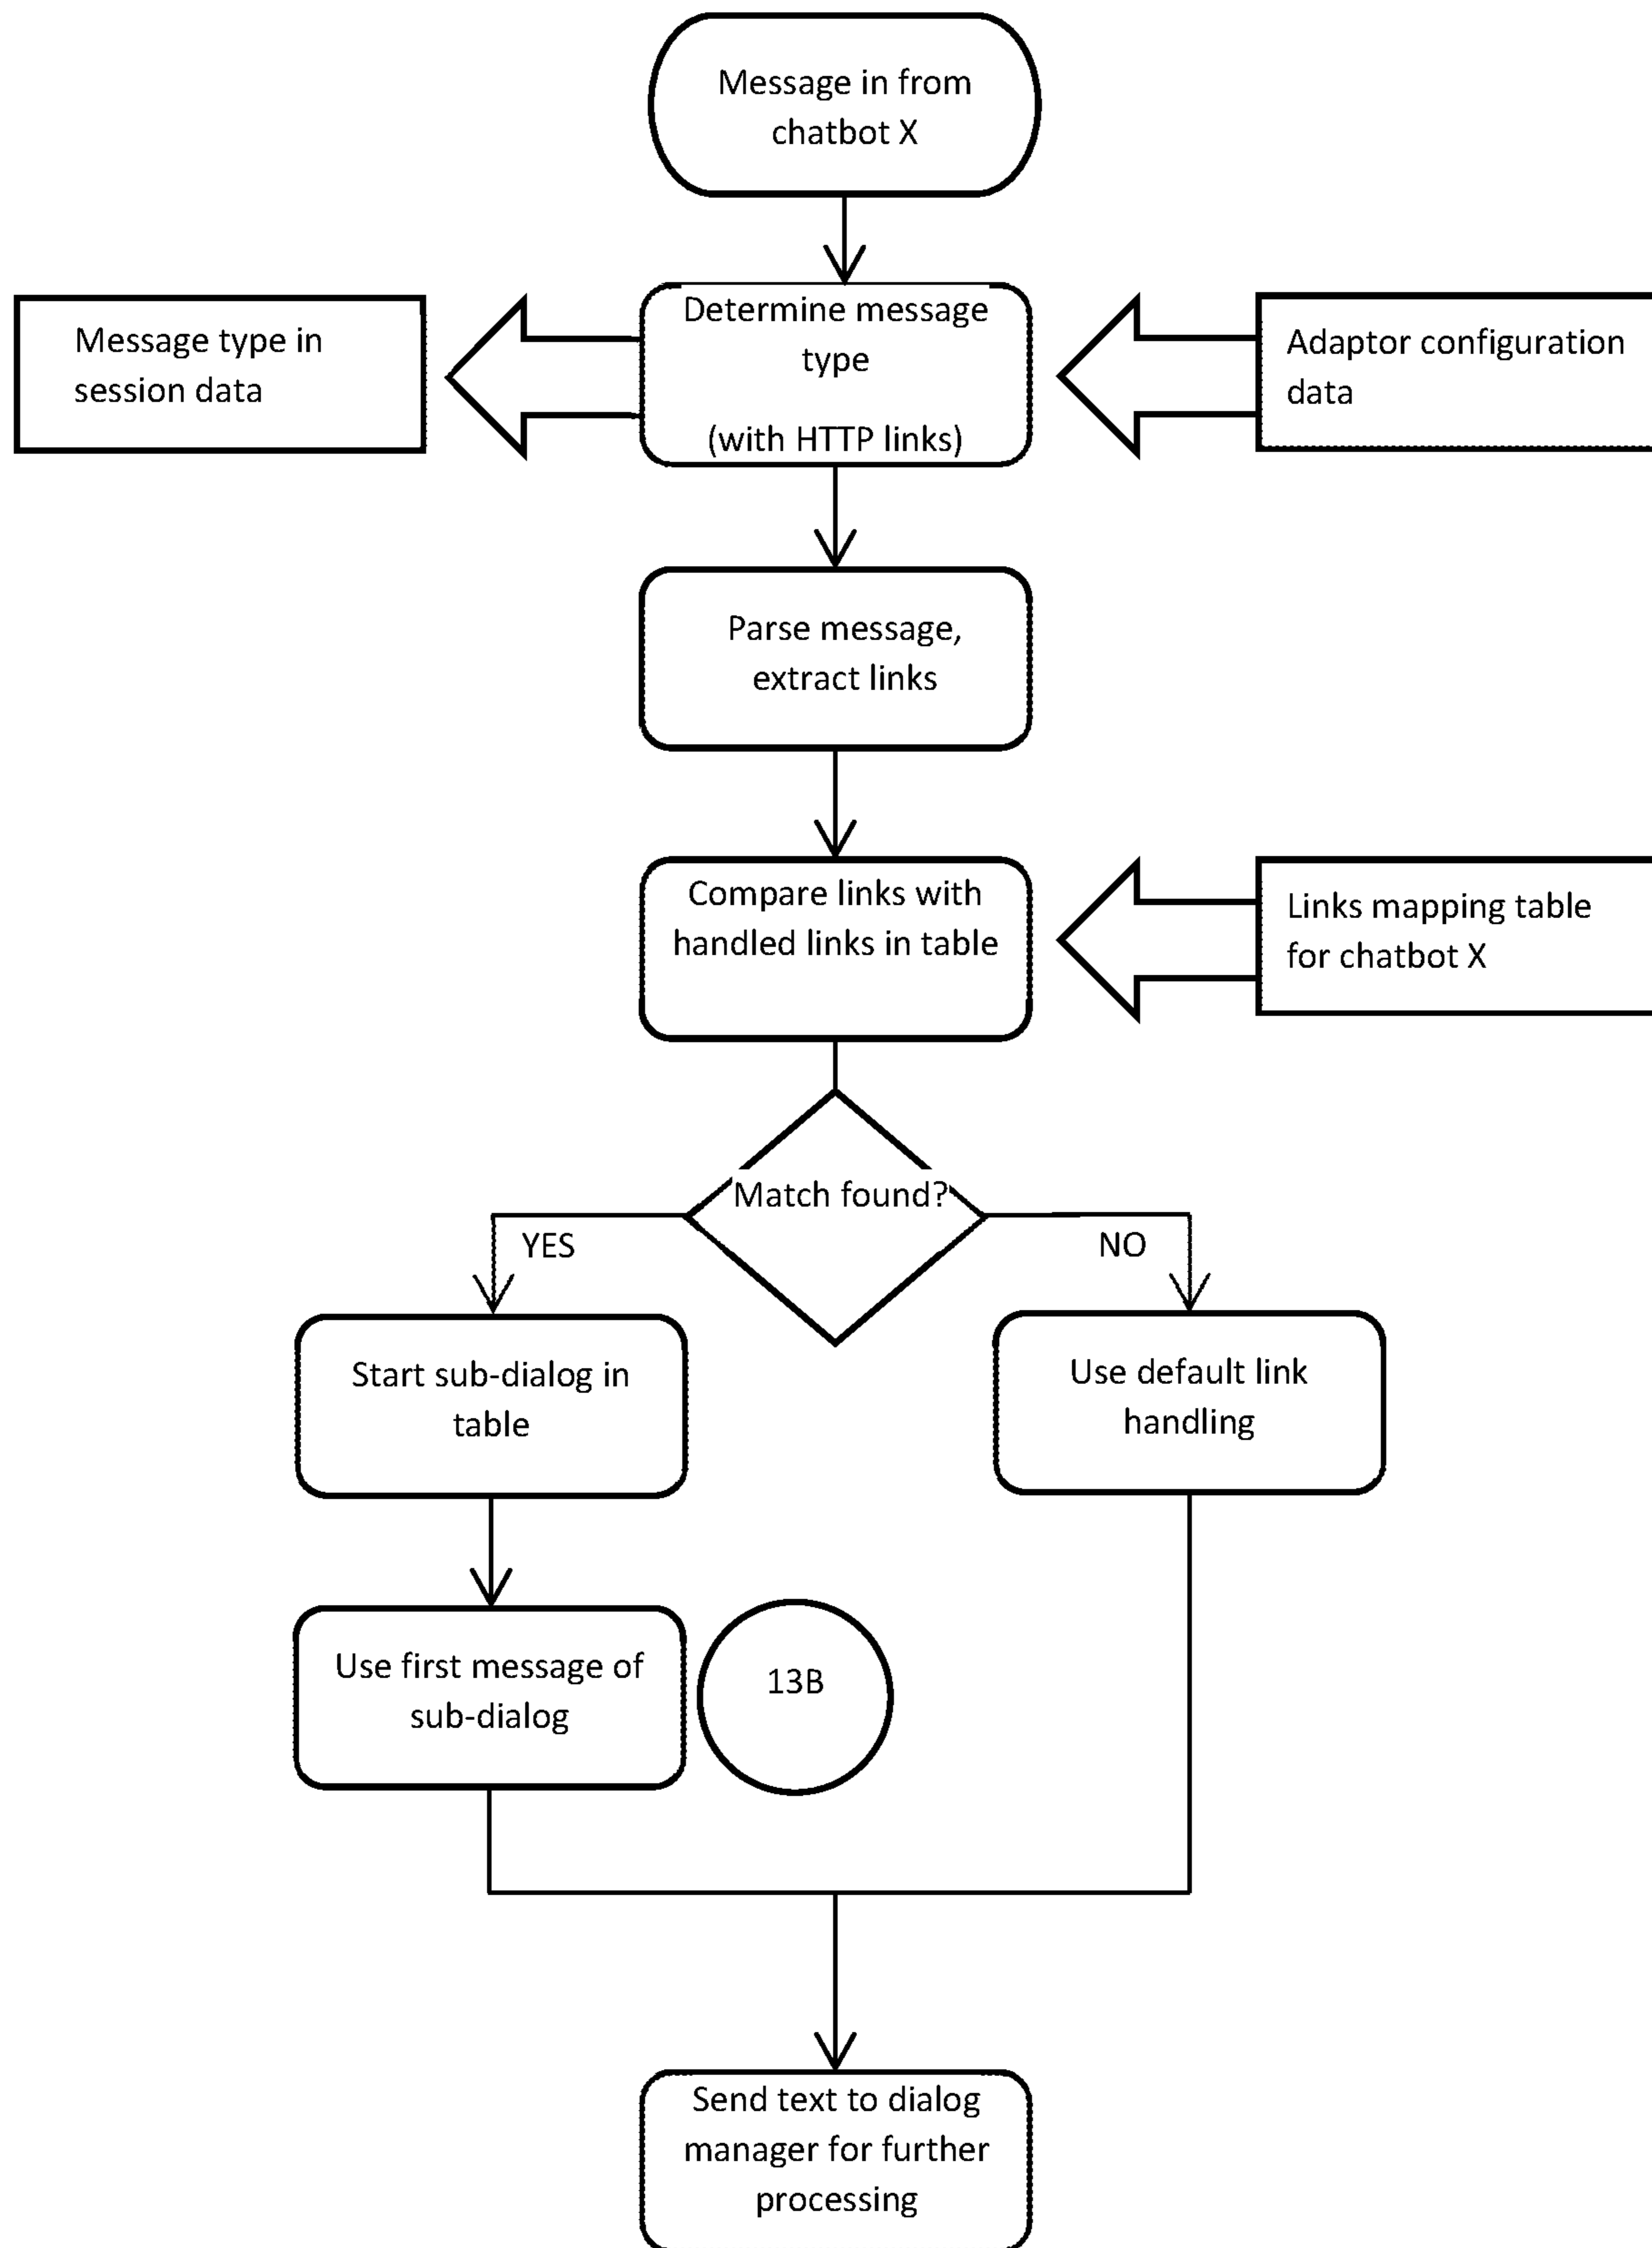 Message in from
chatbot X
Message type in
session data
Determine message
type
(with HTTP links)
Adaptor configuration
data
Parse message,
extract links
Compare links with
handled links in table
Links mapping table
for chatbot X
Match found?
YES
NO
Start sub-dialog in
table
Use default link
handling
Use first message of
sub-dialog
13B
Send text to dialog
manager for further
processing